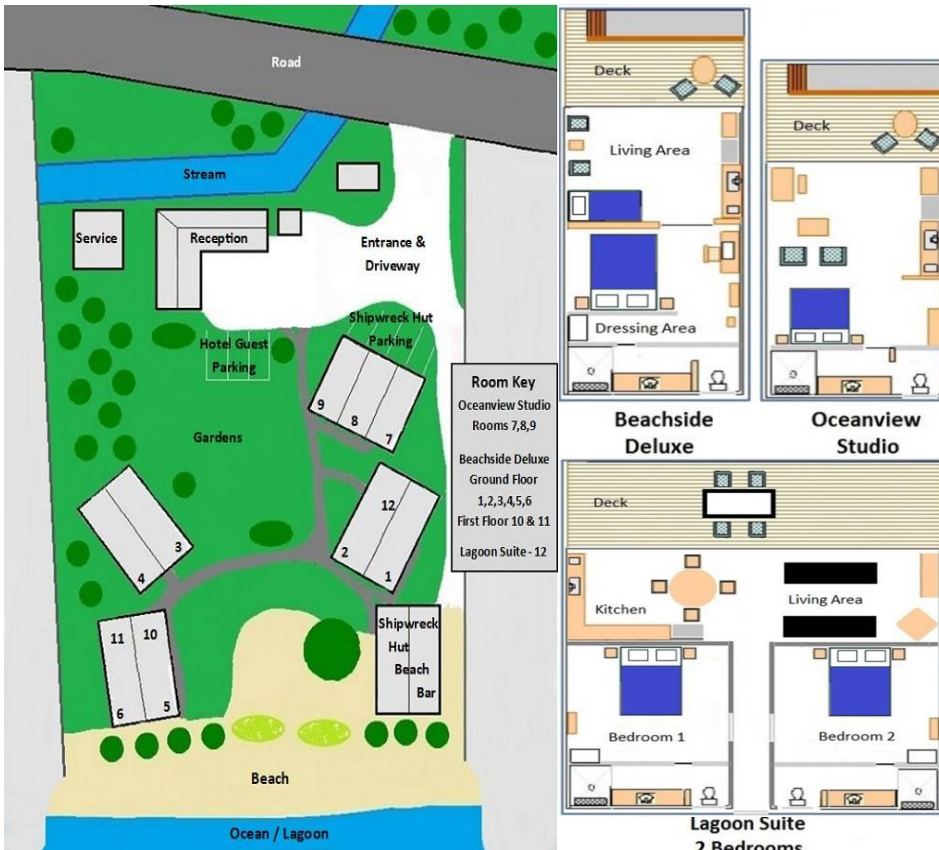 Road
Stream
Service
Reception
Entrance &
Driveway
Shipwreck Hut
Parking
Hotel Guest
Parking
9
8
7
Gardens
12
3
2
4
1
11
10
6
5
Shipwreck
Hut
Beach
Bar
Beach
Ocean / Lagoon
Room Key
Oceanview Studio
Rooms 7,8,9
Beachside Deluxe
Ground Floor
1,2,3,4,5,6
First Floor 10 & 11
Lagoon Suite - 12
Deck
Living Area
Dressing Area
Beachside
Deluxe
Deck
Oceanview
Studio
Deck
Kitchen
Living Area
Bedroom 1
Bedroom 2
Lagoon Suite
2 Bedrooms